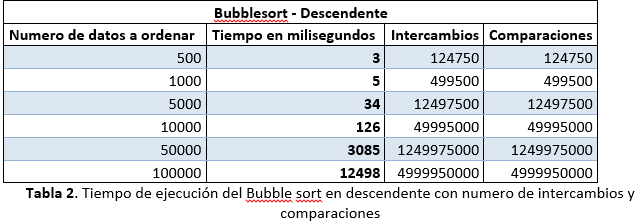 Bubblesort - Descendente
Numero de datos a ordenar Tiempo en milisegundos Intercambios Comparaciones
500 3 124750 124750
1000 5 499500 499500
5000 34 12497500 12497500
10000 126 49995000 49995000
50000 3085 1249975000 1249975000
100000 12498 4999950000 4999950000
Tabla 2. Tiempo de ejecución del Bubble sort en descendente con numero de intercambios y
comparaciones